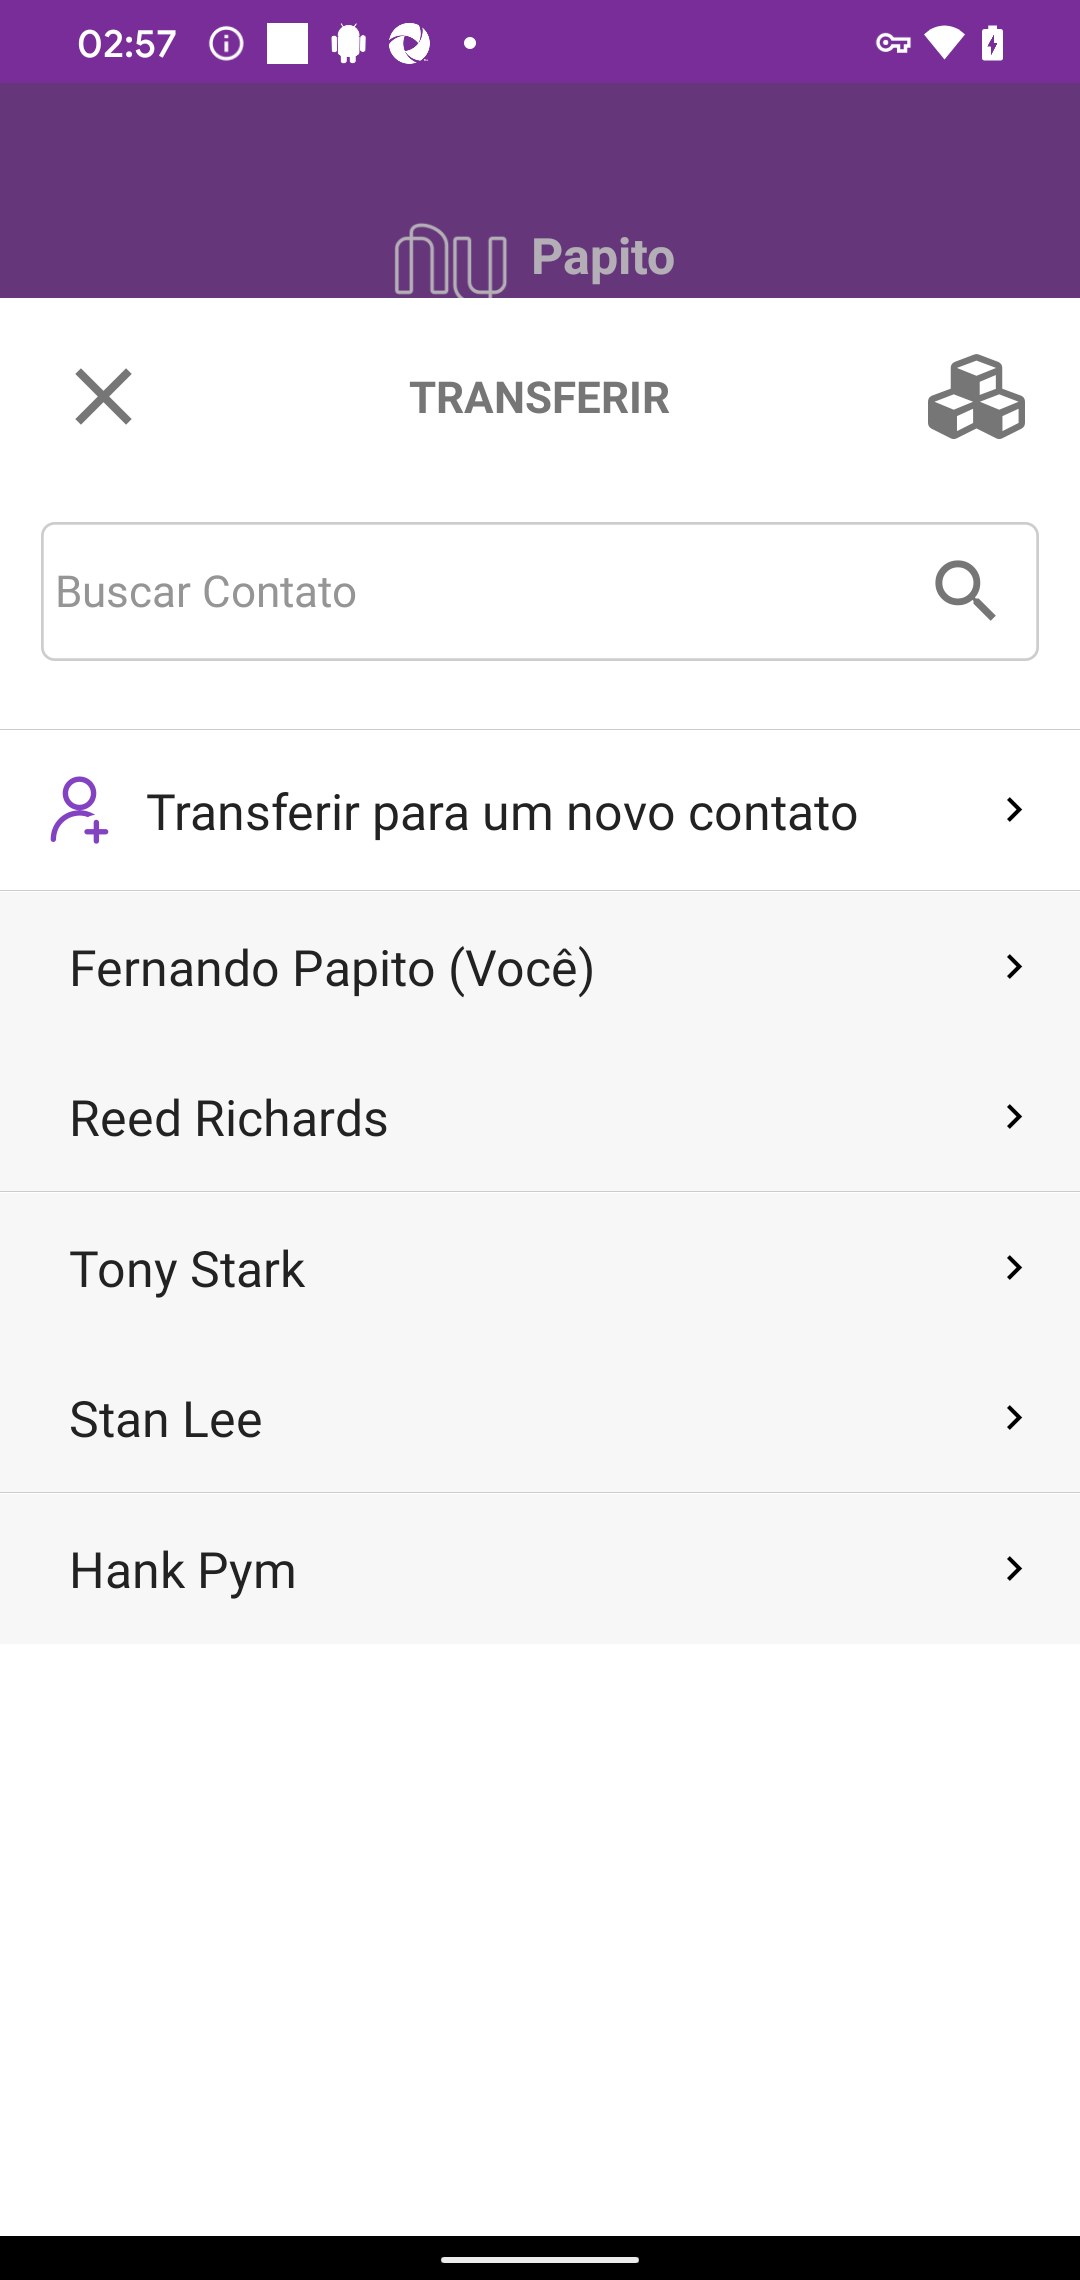 02:57
nu Papito
TRANSFERIR
Buscar Contato
Transferir para um novo contato
Fernando Papito (Você)
Reed Richards
Tony Stark
Stan Lee
Hank Pym